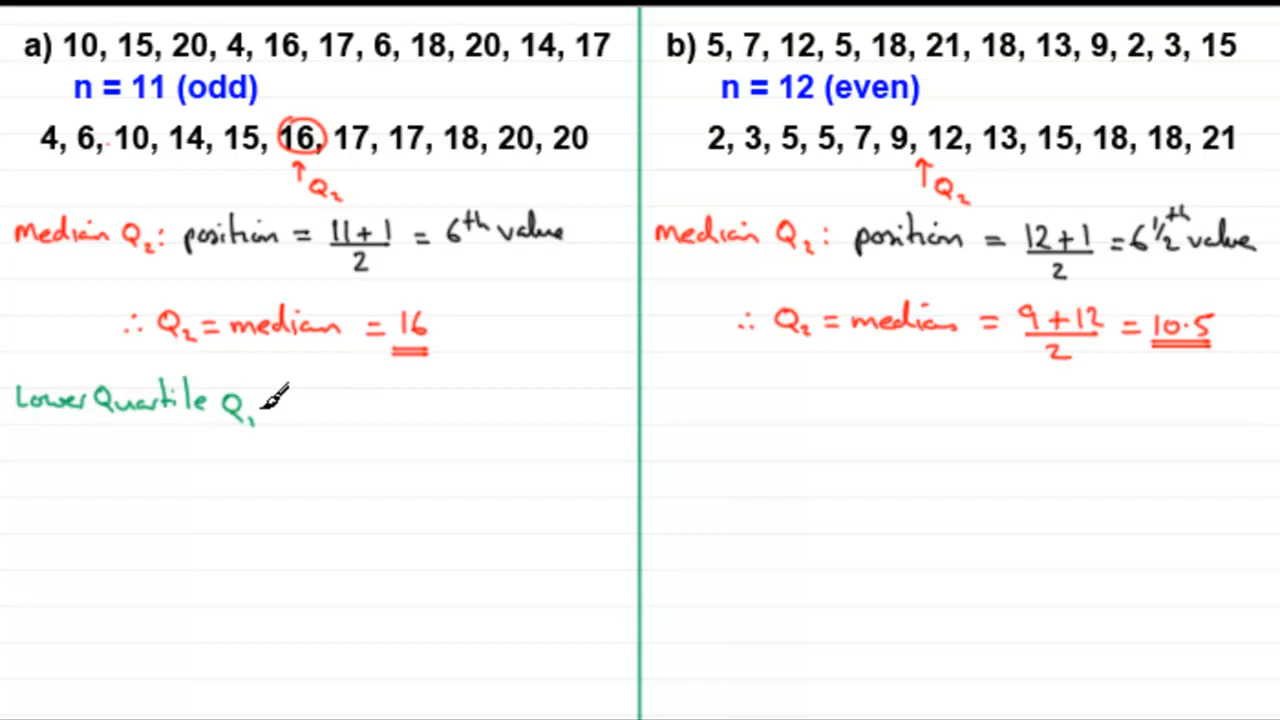 a) 10, 15, 20, 4, 16, 17, 6, 18, 20, 14, 17
n = 11 (odd)
4, 6, 10, 14, 15, 16, 17, 17, 18, 20, 20
Q₂
Median Q₂: position = (11+1)/2 = 6th value
∴ Q₂ = median = 16
Lower Quartile Q₁
b) 5, 7, 12, 5, 18, 21, 18, 13, 9, 2, 3, 15
n = 12 (even)
2, 3, 5, 5, 7, 9, 12, 13, 15, 18, 18, 21
Q₂
Median Q₂: position = (12+1)/2 = 6½th value
∴ Q₂ = median = (9+12)/2 = 10.5